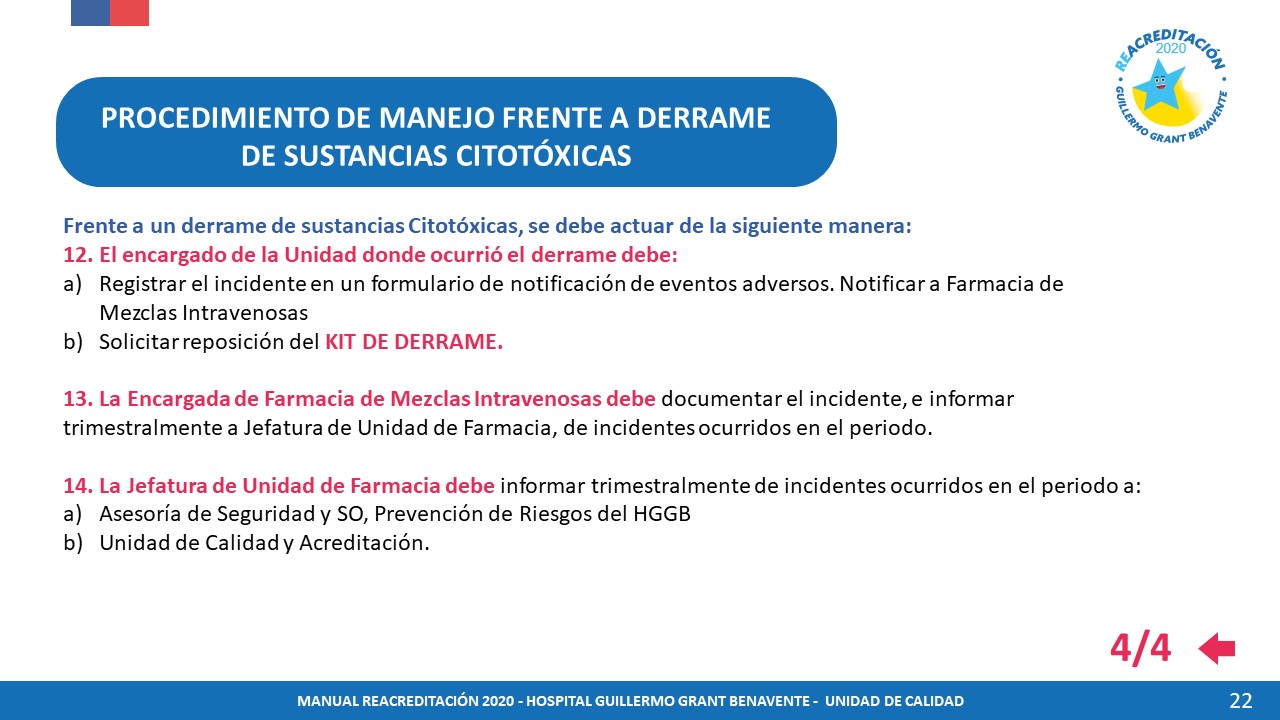 REACREDITACIÓN
2020
GUILLERMO GRANT BENAVENTE
PROCEDIMIENTO DE MANEJO FRENTE A DERRAME
DE SUSTANCIAS CITOTÓXICAS
Frente a un derrame de sustancias Citotóxicas, se debe actuar de la siguiente manera:
12. El encargado de la Unidad donde ocurrió el derrame debe:
a) Registrar el incidente en un formulario de notificación de eventos adversos. Notificar a Farmacia de
Mezclas Intravenosas
b) Solicitar reposición del KIT DE DERRAME.
13. La Encargada de Farmacia de Mezclas Intravenosas debe documentar el incidente, e informar
trimestralmente a Jefatura de Unidad de Farmacia, de incidentes ocurridos en el periodo.
14. La Jefatura de Unidad de Farmacia debe informar trimestralmente de incidentes ocurridos en el periodo a:
a) Asesoría de Seguridad y SO, Prevención de Riesgos del HGGB
b) Unidad de Calidad y Acreditación.
4/4
MANUAL REACREDITACIÓN 2020 - HOSPITAL GUILLERMO GRANT BENAVENTE - UNIDAD DE CALIDAD
22